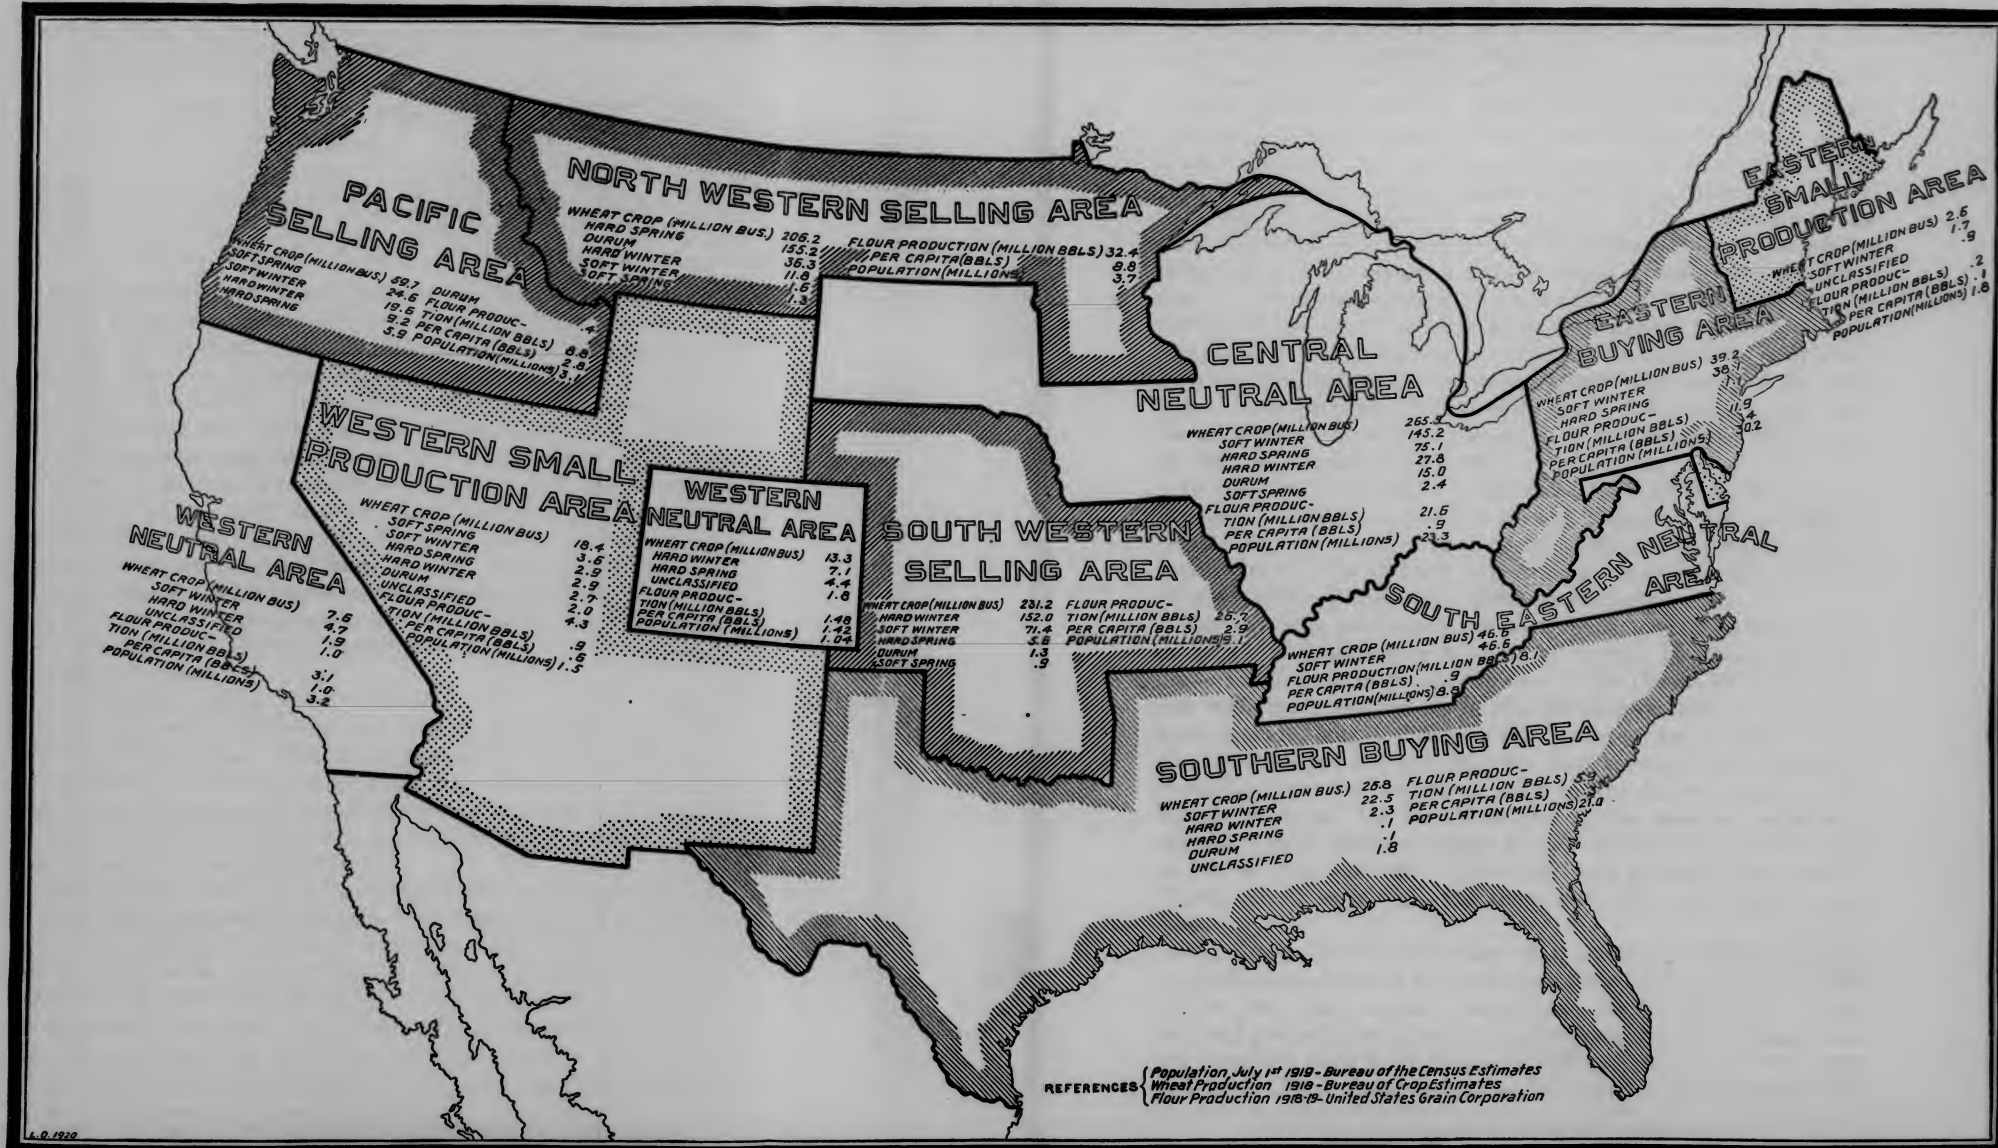 PACIFIC
SELLING AREA
WHEAT CROP (MILLION BUS.) 59.7
SOFT SPRING 24.6
SOFT WINTER 18.6
HARD WINTER 9.2
HARD SPRING 5.9
DURUM .4
FLOUR PRODUC-
TION (MILLION BBLS) 8.8
PER CAPITA (BBLS) 2.8
POPULATION (MILLIONS) 3.1
NORTH WESTERN SELLING AREA
WHEAT CROP (MILLION BUS.) 206.2
HARD SPRING 155.2
DURUM 36.3
HARD WINTER 11.8
SOFT WINTER 1.6
SOFT SPRING 1.3
FLOUR PRODUCTION (MILLION BBLS) 32.4
PER CAPITA (BBLS) 8.8
POPULATION (MILLIONS 3.7
EASTERN
SMALL
PRODUCTION AREA
WHEAT CROP (MILLION BUS) 2.6
SOFT WINTER 1.7
UNCLASSIFIED .9
FLOUR PRODUC-
TION (MILLION BBLS) .2
PER CAPITA (BBLS) .1
POPULATION (MILLIONS) 1.8
EASTERN
BUYING AREA
WHEAT CROP (MILLION BUS) 39.2
SOFT WINTER 38.7
HARD SPRING
FLOUR PRODUC-
TION (MILLION BBLS) 11.9
PER CAPITA (BBLS) .4
POPULATION (MILLIONS)
CENTRAL
NEUTRAL AREA
WHEAT CROP (MILLION BUS)
SOFT WINTER 145.2
HARD SPRING 75.1
HARD WINTER 27.8
DURUM 15.0
SOFT SPRING 2.4
FLOUR PRODUC-
TION (MILLION BBLS) 21.6
PER CAPITA (BBLS) .9
POPULATION (MILLIONS) 23.3
WESTERN SMALL
PRODUCTION AREA
WHEAT CROP (MILLION BUS) 18.4
SOFT SPRING 3.6
SOFT WINTER 2.9
HARD SPRING 2.9
HARD WINTER 2.7
DURUM 2.0
UNCLASSIFIED 4.3
FLOUR PRODUC-
TION (MILLION BBLS) .9
PER CAPITA (BBLS) .6
POPULATION (MILLIONS) 1.5
WESTERN
NEUTRAL AREA
WHEAT CROP (MILLION BUS) 13.3
HARD WINTER 7.1
HARD SPRING 4.4
UNCLASSIFIED 1.8
FLOUR PRODUC-
TION (MILLION BBLS) 1.48
PER CAPITA (BBLS) 1.42
POPULATION (MILLIONS) 1.04
WESTERN
NEUTRAL AREA
WHEAT CROP (MILLION BUS) 7.6
SOFT WINTER 4.7
HARD WINTER 1.9
UNCLASSIFIED 1.0
FLOUR PRODUC-
TION (MILLION BBLS) 3.1
PER CAPITA (BBLS) 1.0
POPULATION (MILLIONS) 3.2
SOUTH WESTERN
SELLING AREA
WHEAT CROP (MILLION BUS) 231.2
HARD WINTER 152.0
SOFT WINTER 71.4
HARD SPRING 5.6
DURUM 1.3
SOFT SPRING .9
FLOUR PRODUC-
TION (MILLION BBLS) 26.7
PER CAPITA (BBLS) 2.9
POPULATION (MILLIONS) 9.1
SOUTH EASTERN NEUTRAL
AREA
WHEAT CROP (MILLION BUS) 46.6
SOFT WINTER 46.6
FLOUR PRODUCTION (MILLION BBLS) 8.1
PER CAPITA (BBLS) .9
POPULATION (MILLIONS)
SOUTHERN BUYING AREA
WHEAT CROP (MILLION BUS.) 26.8
SOFT WINTER 22.5
HARD WINTER 2.3
HARD SPRING .1
DURUM .1
UNCLASSIFIED 1.8
FLOUR PRODUC-
TION (MILLION BBLS)
PER CAPITA (BBLS)
POPULATION (MILLIONS) 21.0
REFERENCES
Population, July 1st 1919 - Bureau of the Census Estimates
Wheat Production 1918 - Bureau of Crop Estimates
Flour Production 1918-19 - United States Grain Corporation
L.O. 1920